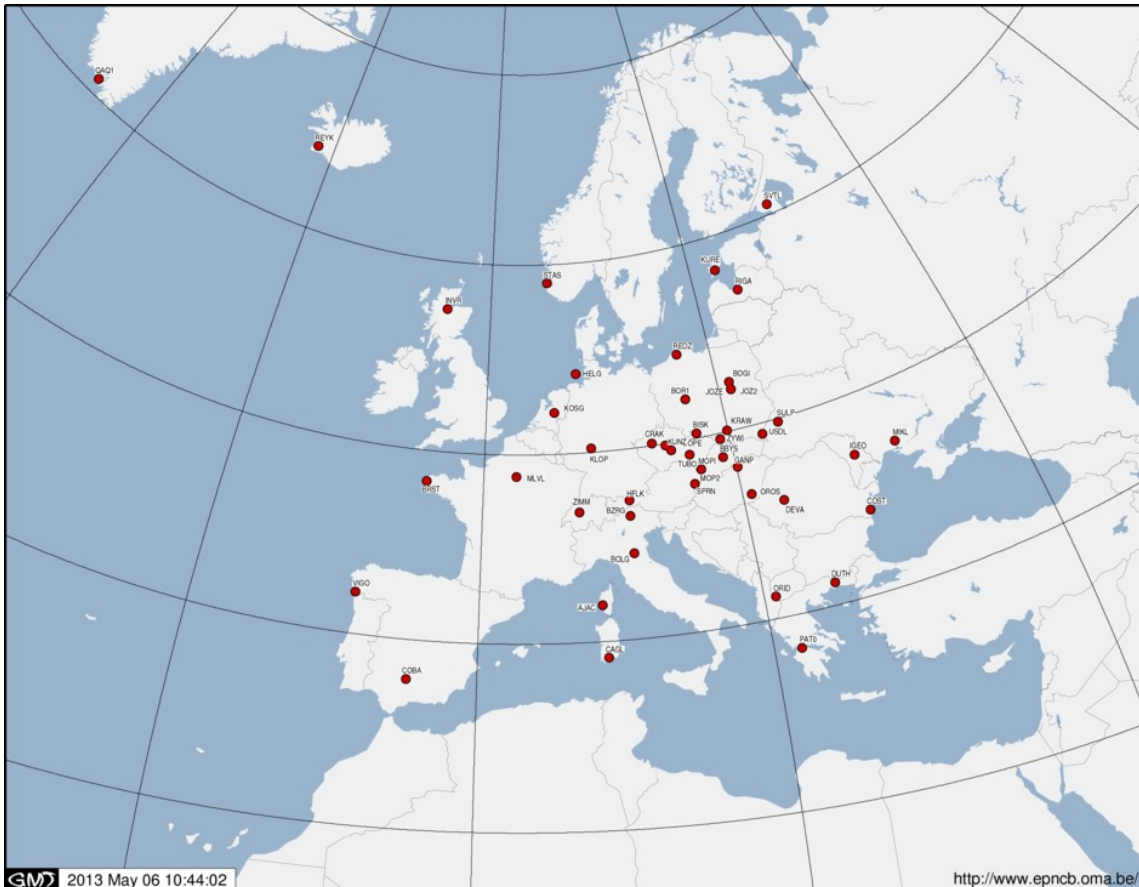 QAQ1
REYK
SVTL
KURE
STAS
RIGA
INVR
REDZ
HELG
BOGI
JOZE JOZ2
BOR1
KOSG
SULP
KRAW
BISK
USDL
MIKL
CRAK
ZYWI
KUNZ
OPE
BBYS
IGEO
KLOP
TUBO
MOPI
GANP
MLVL
MOP2
BRST
SPRN
OROS
HFLK
ZIMM
COST
DEVA
BZRG
BOLG
DUTH
VIGO
ORID
AJAC
PAT0
CAGL
COBA
GMT 2013 May 06 10:44:02
http://www.epncb.oma.be/